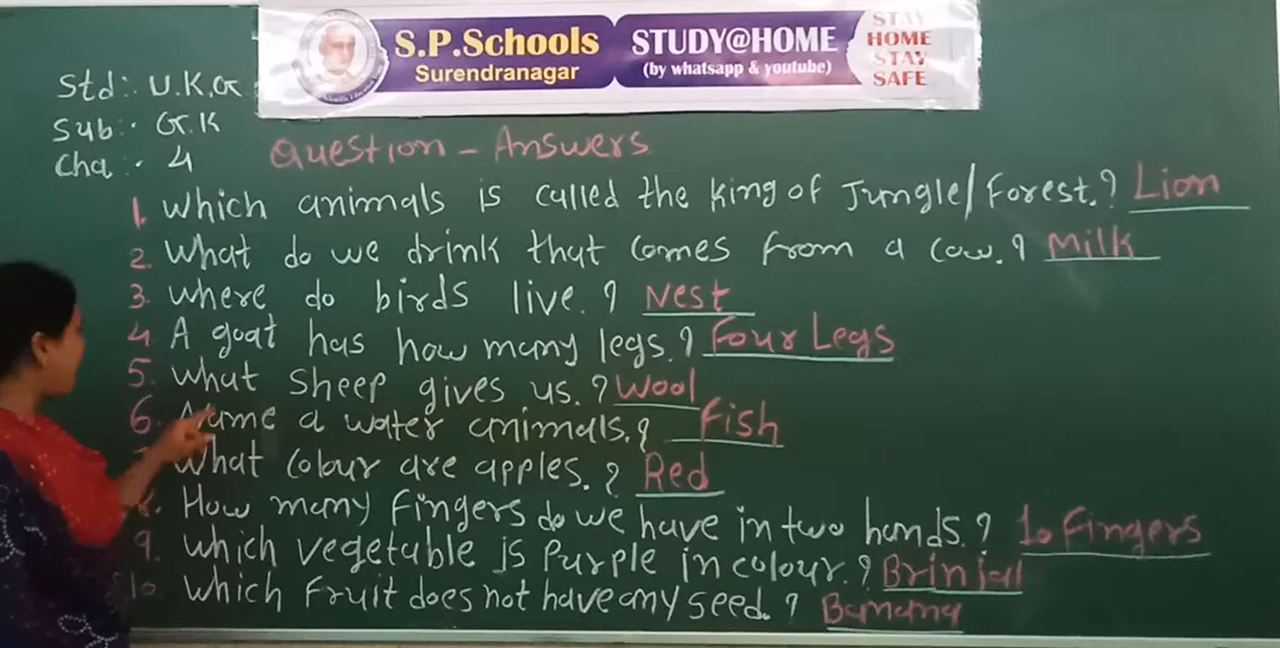 S.P.Schools
Surendranagar
STUDY@HOME
(by whatsapp & youtube)
STAY
HOME
STAY
SAFE
Std:- U.K.G
Sub:- G.K
Cha:- 4
Question - Answers
1. Which animals is called the king of Jungle/Forest.? Lion
2. What do we drink that comes from a cow.? Milk
3. Where do birds live.? Nest
4. A goat has how many legs.? Four Legs
5. What sheep gives us.? Wool
6. Name a water animals.? Fish
What colour are apples.? Red
8. How many fingers do we have in two hands.? 10 Fingers
9. Which vegetable is Purple in colour.? Brinjal
10. Which Fruit does not have any seed.? Banana